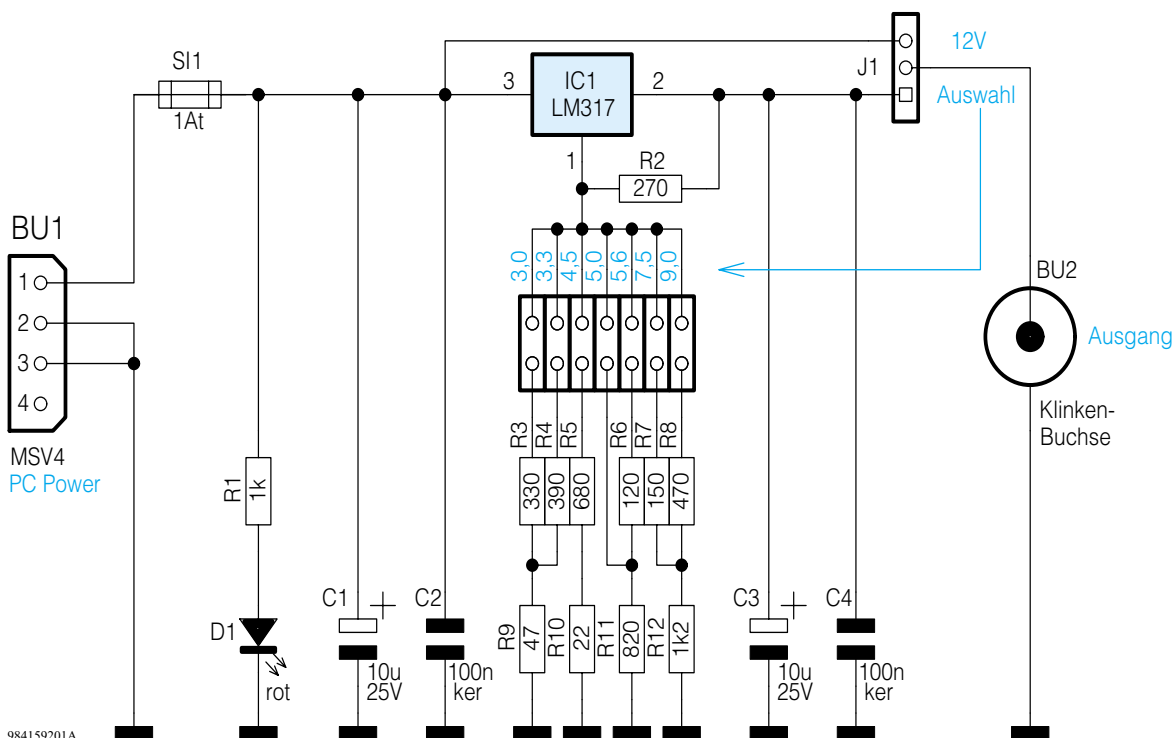 SI1
1At
3
IC1
LM317
2
J1
12V
Auswahl
1
R2
270
BU1
1
2
3
4
MSV4
PC Power
3,0
3,3
4,5
5,0
5,6
7,5
9,0
BU2
Ausgang
Klinken-
Buchse
R3
R4
R5
R6
R7
R8
330
390
680
120
150
470
R1
1k
D1
rot
C1
+
10u
25V
C2
100n
ker
R9
47
R10
22
R11
820
R12
1k2
C3
+
10u
25V
C4
100n
ker
984159201A